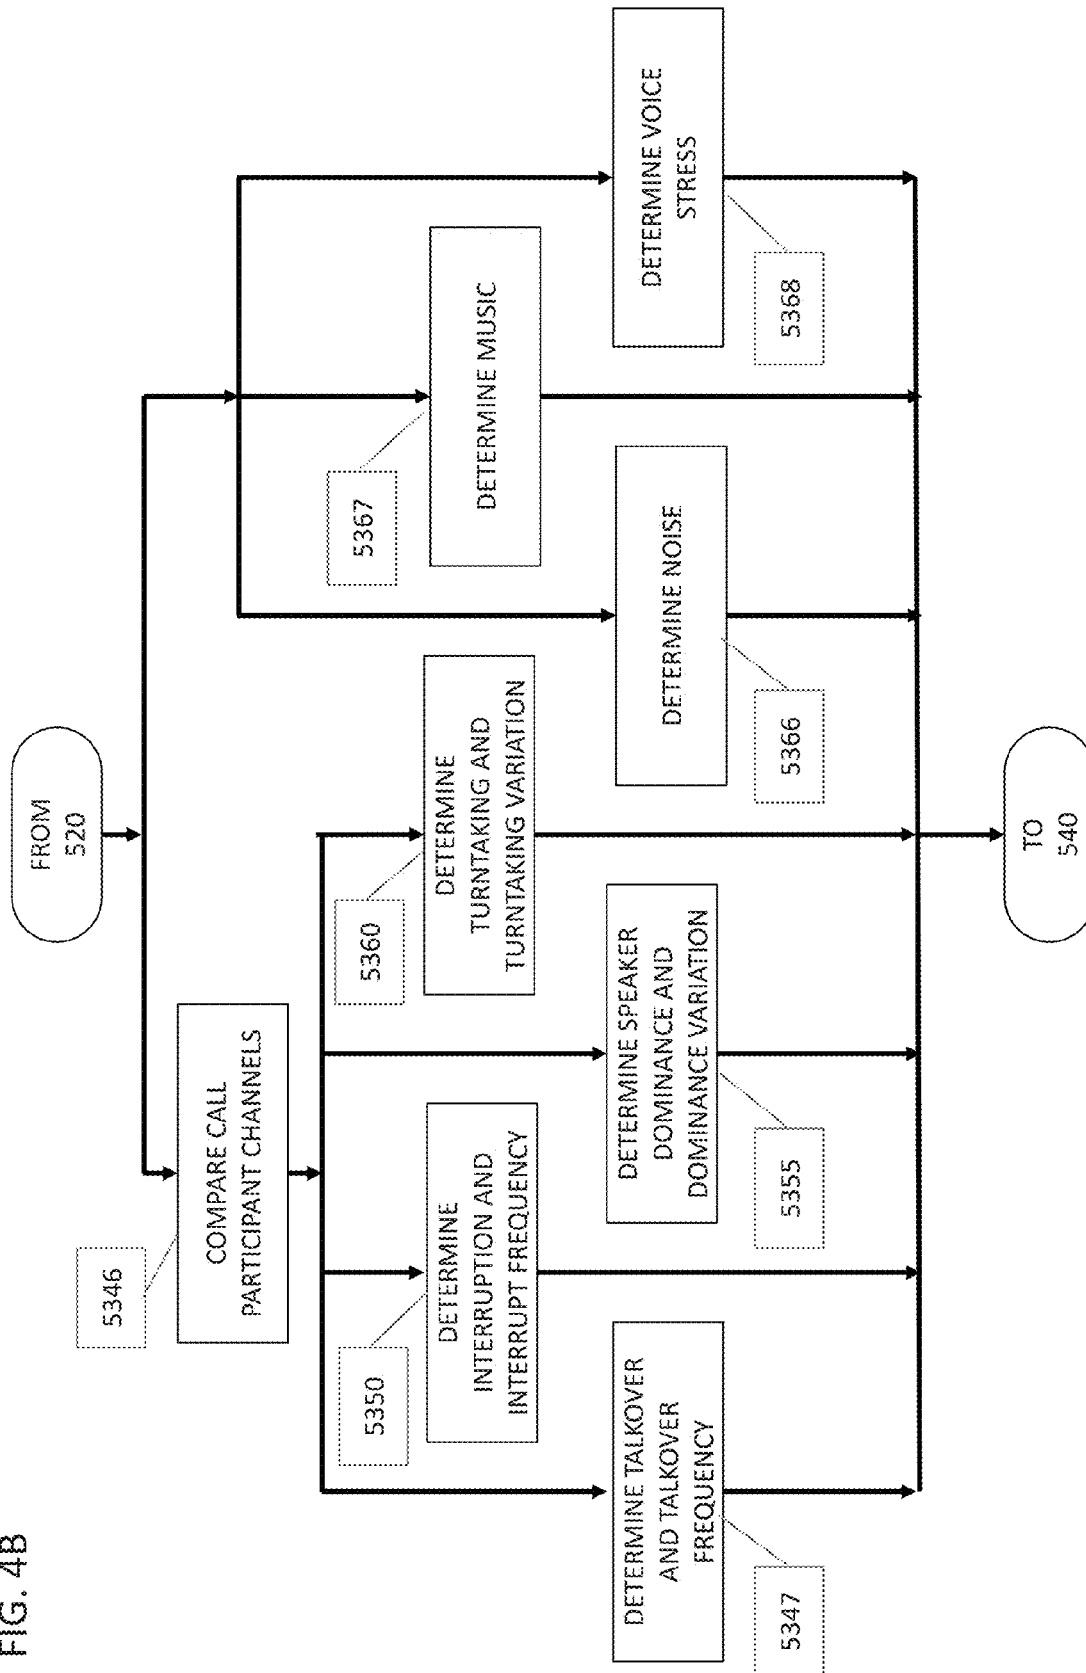 FIG. 4B
FROM
520
5346
COMPARE CALL
PARTICIPANT CHANNELS
5347
DETERMINE TALKOVER
AND TALKOVER
FREQUENCY
5350
DETERMINE
INTERRUPTION AND
INTERRUPT FREQUENCY
5355
DETERMINE SPEAKER
DOMINANCE AND
DOMINANCE VARIATION
5360
DETERMINE
TURNTAKING AND
TURNTAKING VARIATION
5366
DETERMINE NOISE
5367
DETERMINE MUSIC
5368
DETERMINE VOICE
STRESS
TO
540